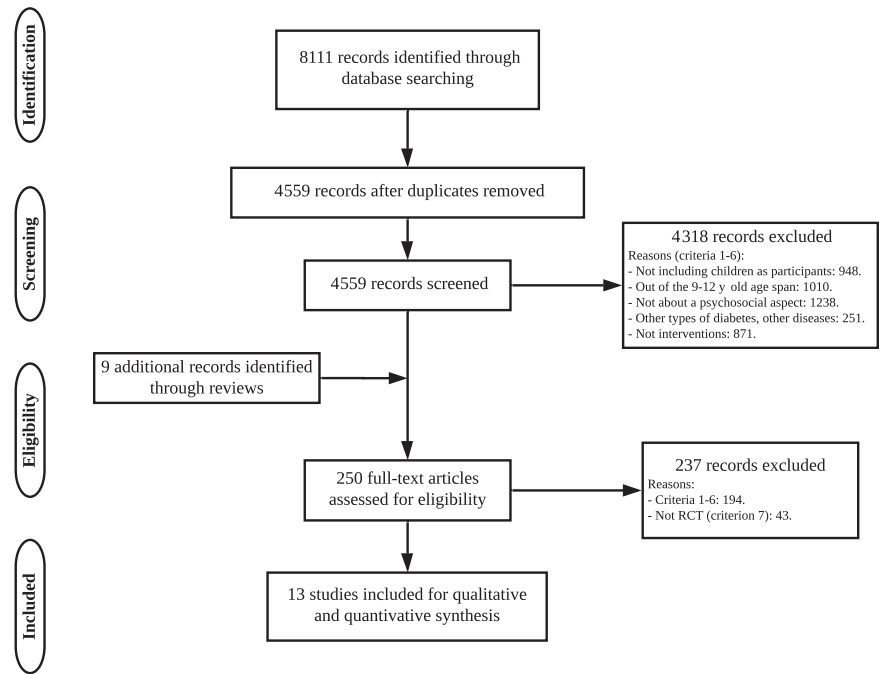 Identification
8111 records identified through
database searching
4559 records after duplicates removed
Screening
4559 records screened
4318 records excluded
Reasons (criteria 1-6):
- Not including children as participants: 948.
- Out of the 9-12 y old age span: 1010.
- Not about a psychosocial aspect: 1238.
- Other types of diabetes, other diseases: 251.
- Not interventions: 871.
9 additional records identified
through reviews
Eligibility
250 full-text articles
assessed for eligibility
237 records excluded
Reasons:
- Criteria 1-6: 194.
- Not RCT (criterion 7): 43.
Included
13 studies included for qualitative
and quantivative synthesis